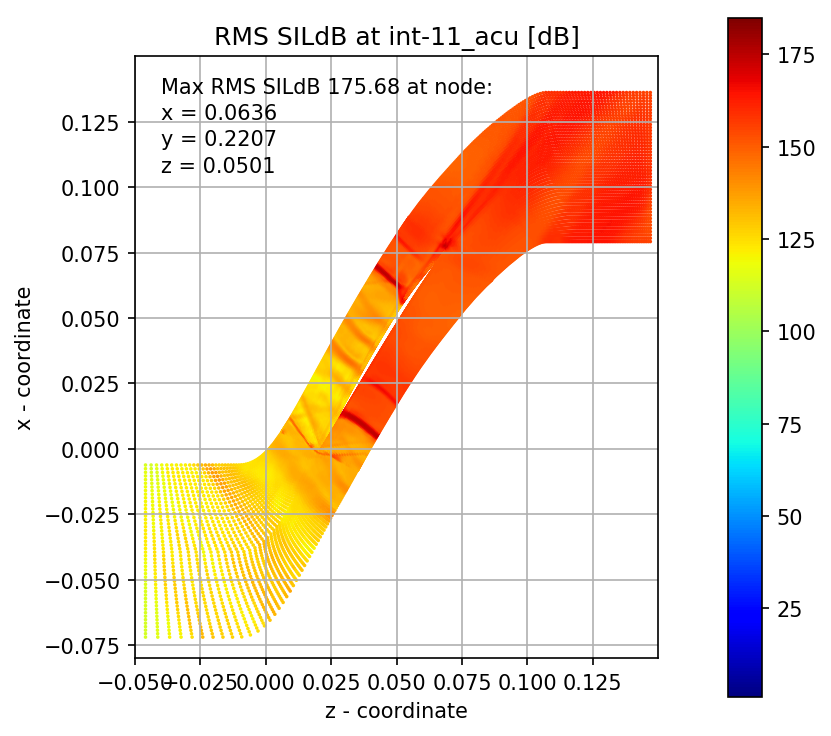 RMS SILdB at int-11_acu [dB]
Max RMS SILdB 175.68 at node:
x = 0.0636
y = 0.2207
z = 0.0501
0.125
0.100
0.075
0.050
0.025
0.000
−0.025
−0.050
−0.075
x - coordinate
−0.050 −0.025 0.000 0.025 0.050 0.075 0.100 0.125
z - coordinate
175
150
125
100
75
50
25